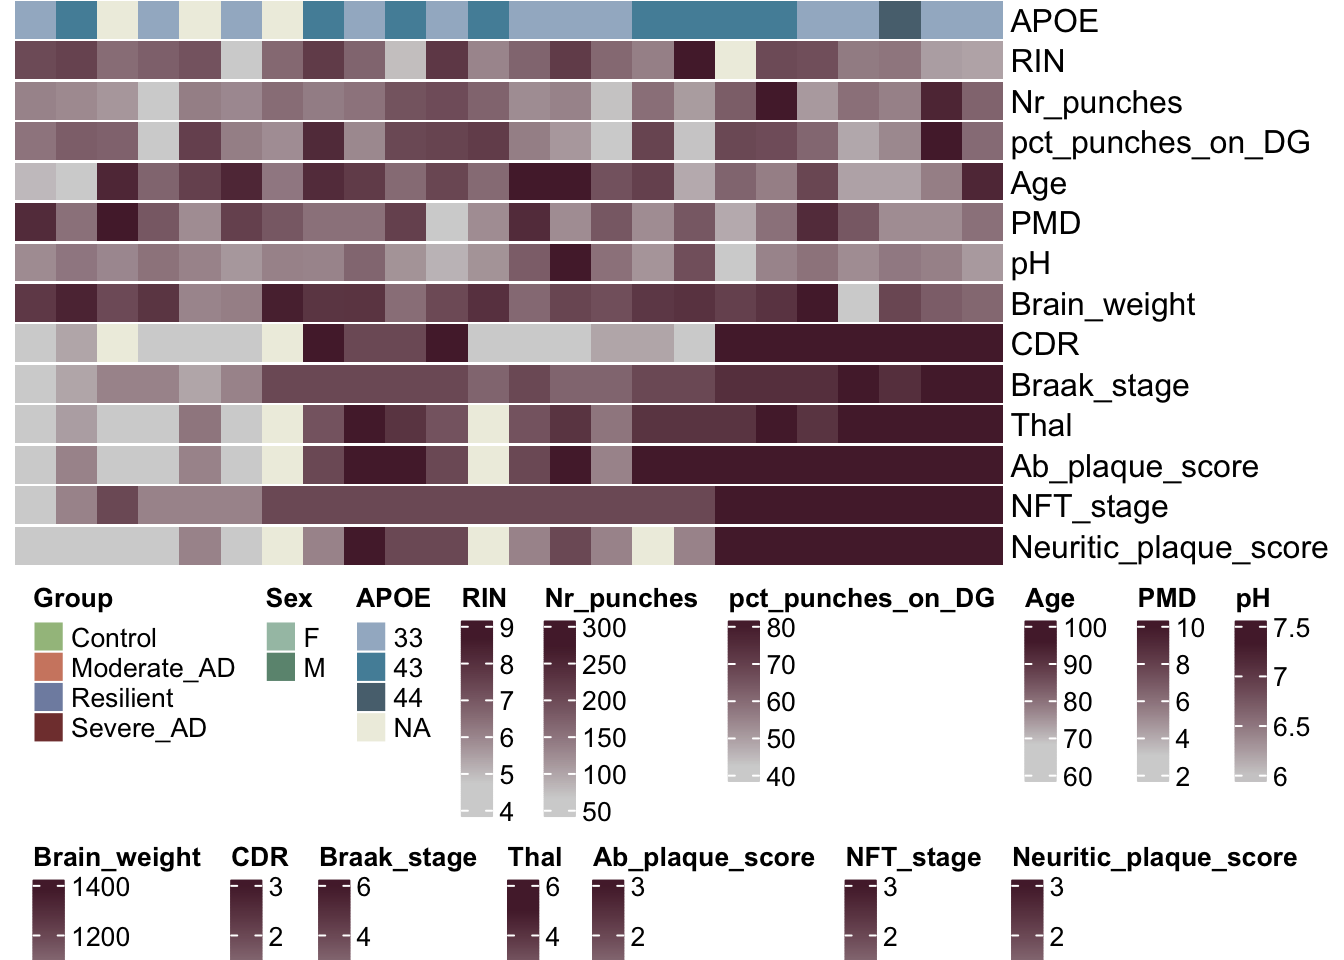 APOE
RIN
Nr_punches
pct_punches_on_DG
Age
PMD
pH
Brain_weight
CDR
Braak_stage
Thal
Ab_plaque_score
NFT_stage
Neuritic_plaque_score
Group
Control
Moderate_AD
Resilient
Severe_AD
Sex
F
M
APOE
33
43
44
NA
RIN
9
8
7
6
5
4
Nr_punches
300
250
200
150
100
50
pct_punches_on_DG
80
70
60
50
40
Age
100
90
80
70
60
PMD
10
8
6
4
2
pH
7.5
7
6.5
6
Brain_weight
1400
1200
CDR
3
2
Braak_stage
6
4
Thal
6
4
Ab_plaque_score
3
2
NFT_stage
3
2
Neuritic_plaque_score
3
2